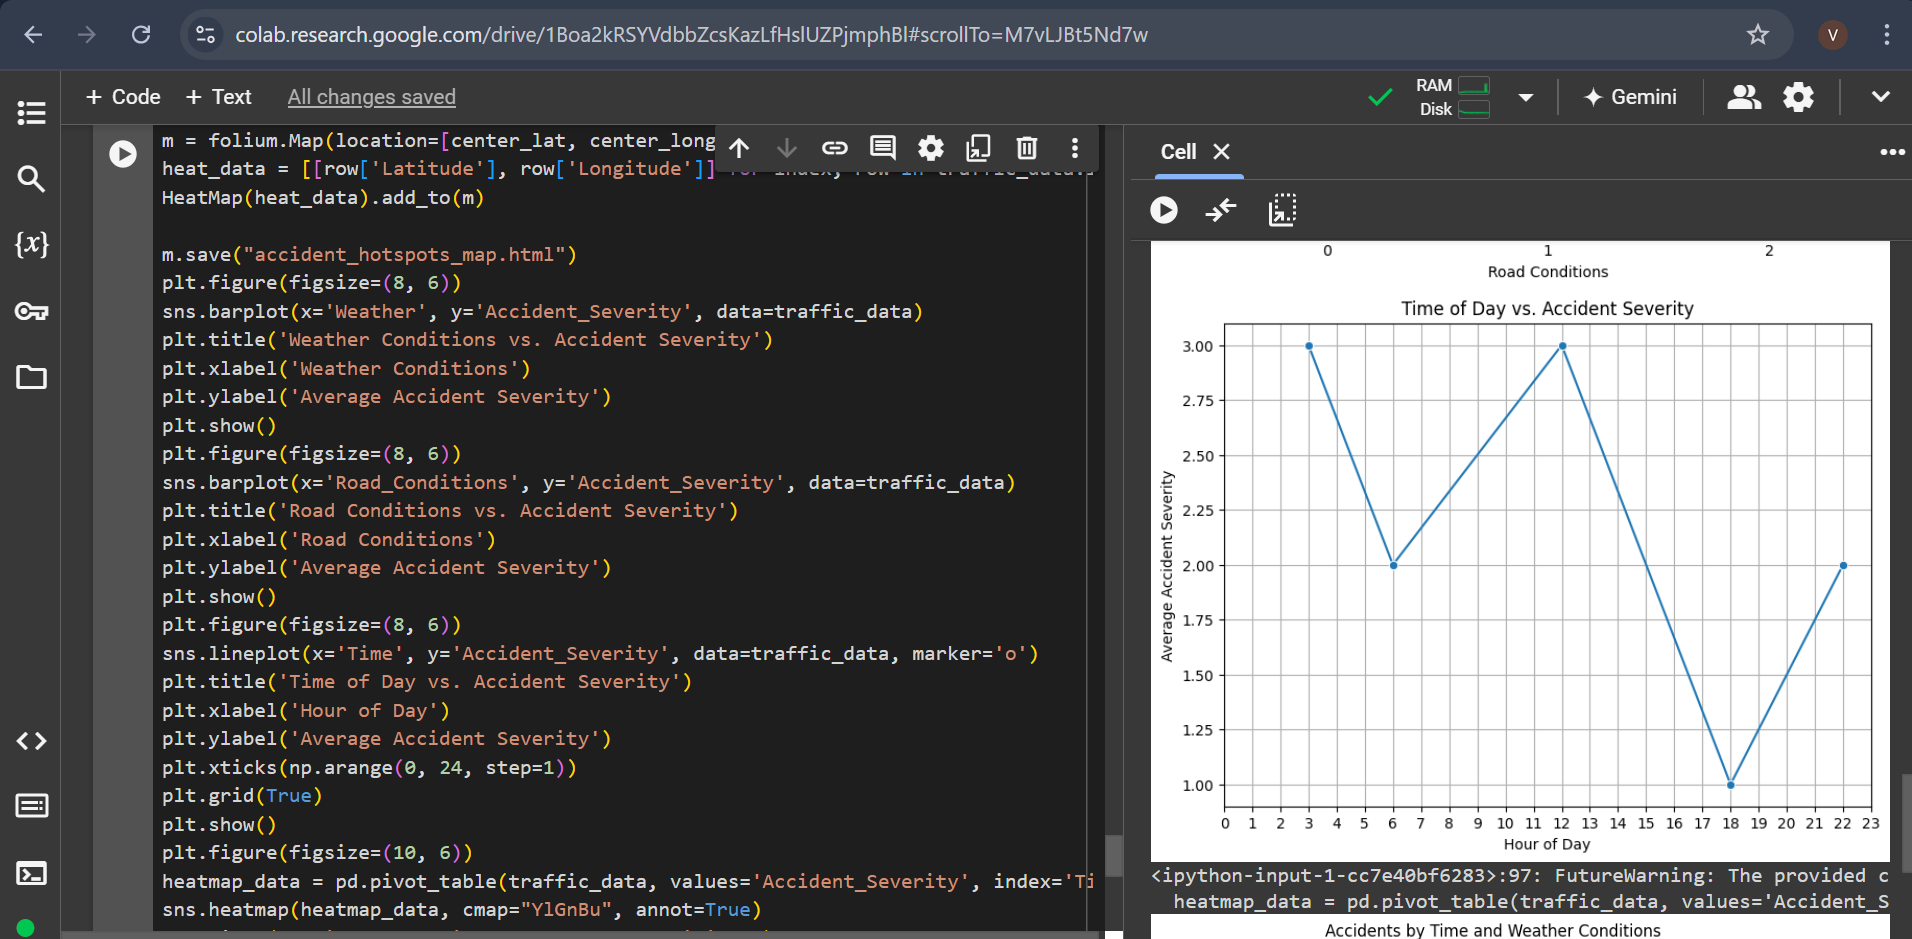 colab.research.google.com/drive/1Boa2kRSYVdbbZcsKazLfHslUZPjmphBl#scrollTo=M7vLJBt5Nd7w
V
+ Code + Text All changes saved
RAM
Disk
Gemini
m = folium.Map(location=[center_lat, center_long
heat_data = [[row['Latitude'], row['Longitude']]
HeatMap(heat_data).add_to(m)
m.save("accident_hotspots_map.html")
plt.figure(figsize=(8, 6))
sns.barplot(x='Weather', y='Accident_Severity', data=traffic_data)
plt.title('Weather Conditions vs. Accident Severity')
plt.xlabel('Weather Conditions')
plt.ylabel('Average Accident Severity')
plt.show()
plt.figure(figsize=(8, 6))
sns.barplot(x='Road_Conditions', y='Accident_Severity', data=traffic_data)
plt.title('Road Conditions vs. Accident Severity')
plt.xlabel('Road Conditions')
plt.ylabel('Average Accident Severity')
plt.show()
plt.figure(figsize=(8, 6))
sns.lineplot(x='Time', y='Accident_Severity', data=traffic_data, marker='o')
plt.title('Time of Day vs. Accident Severity')
plt.xlabel('Hour of Day')
plt.ylabel('Average Accident Severity')
plt.xticks(np.arange(0, 24, step=1))
plt.grid(True)
plt.show()
plt.figure(figsize=(10, 6))
heatmap_data = pd.pivot_table(traffic_data, values='Accident_Severity', index='Ti
sns.heatmap(heatmap_data, cmap="YlGnBu", annot=True)
{x}
Cell
0 1 2
Road Conditions
Time of Day vs. Accident Severity
Average Accident Severity
3.00
2.75
2.50
2.25
2.00
1.75
1.50
1.25
1.00
0 1 2 3 4 5 6 7 8 9 10 11 12 13 14 15 16 17 18 19 20 21 22 23
Hour of Day
<ipython-input-1-cc7e40bf6283>:97: FutureWarning: The provided c
heatmap_data = pd.pivot_table(traffic_data, values='Accident_S
Accidents by Time and Weather Conditions